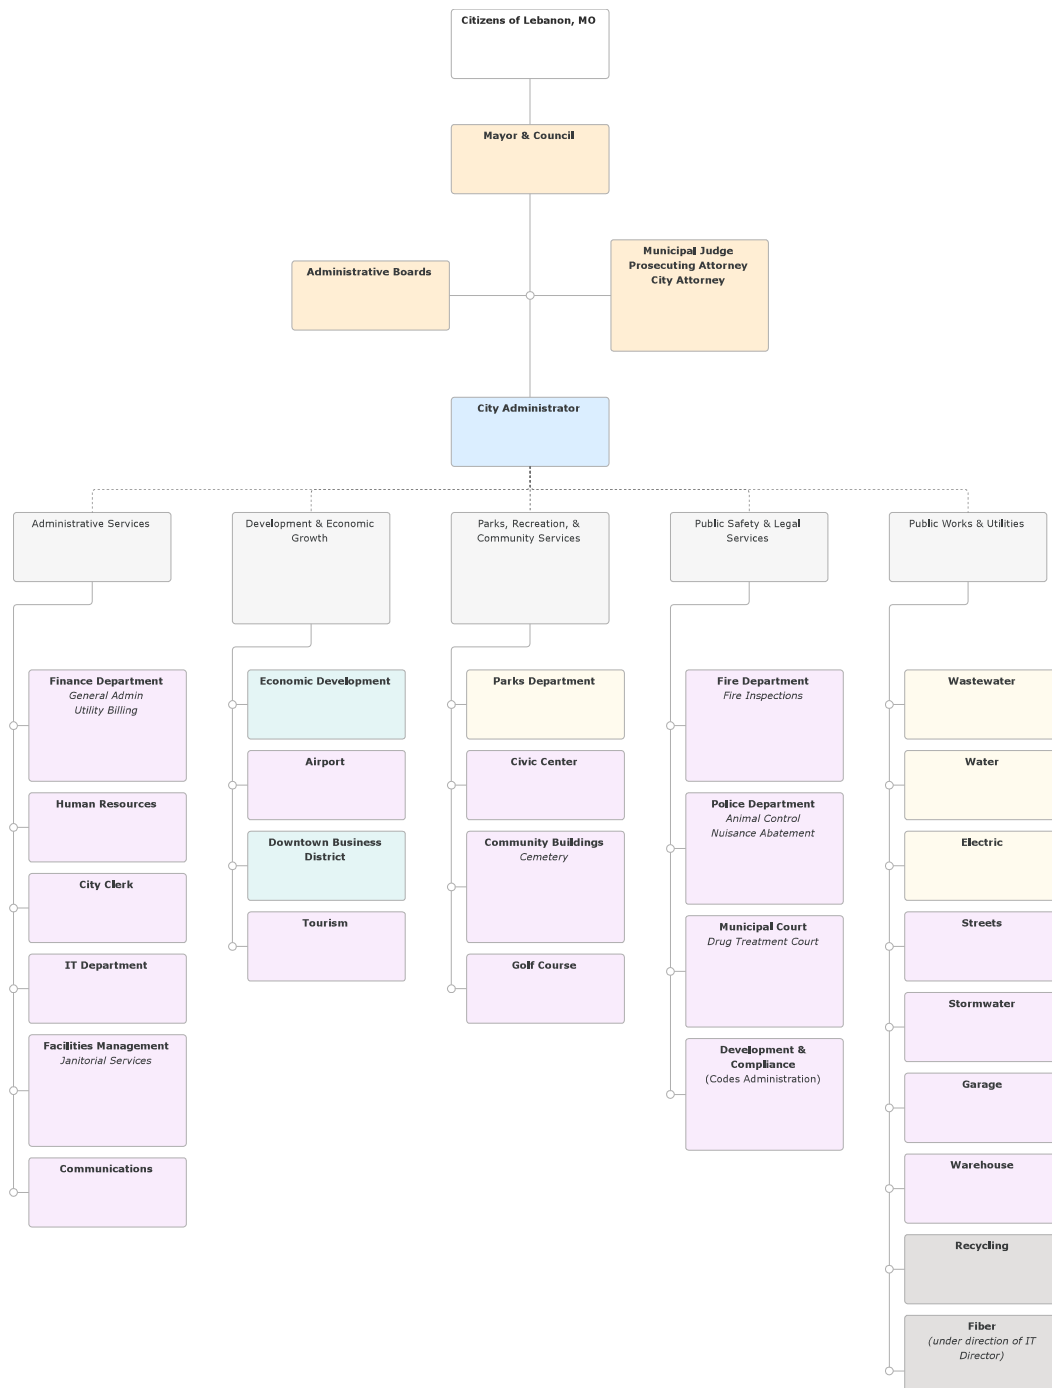 Citizens of Lebanon, MO
Mayor & Council
Administrative Boards
Municipal Judge
Prosecuting Attorney
City Attorney
City Administrator
Administrative Services
Development & Economic
Growth
Parks, Recreation, &
Community Services
Public Safety & Legal
Services
Public Works & Utilities
Finance Department
General Admin
Utility Billing
Human Resources
City Clerk
IT Department
Facilities Management
Janitorial Services
Communications
Economic Development
Airport
Downtown Business
District
Tourism
Parks Department
Civic Center
Community Buildings
Cemetery
Golf Course
Fire Department
Fire Inspections
Police Department
Animal Control
Nuisance Abatement
Municipal Court
Drug Treatment Court
Development &
Compliance
(Codes Administration)
Wastewater
Water
Electric
Streets
Stormwater
Garage
Warehouse
Recycling
Fiber
(under direction of IT
Director)